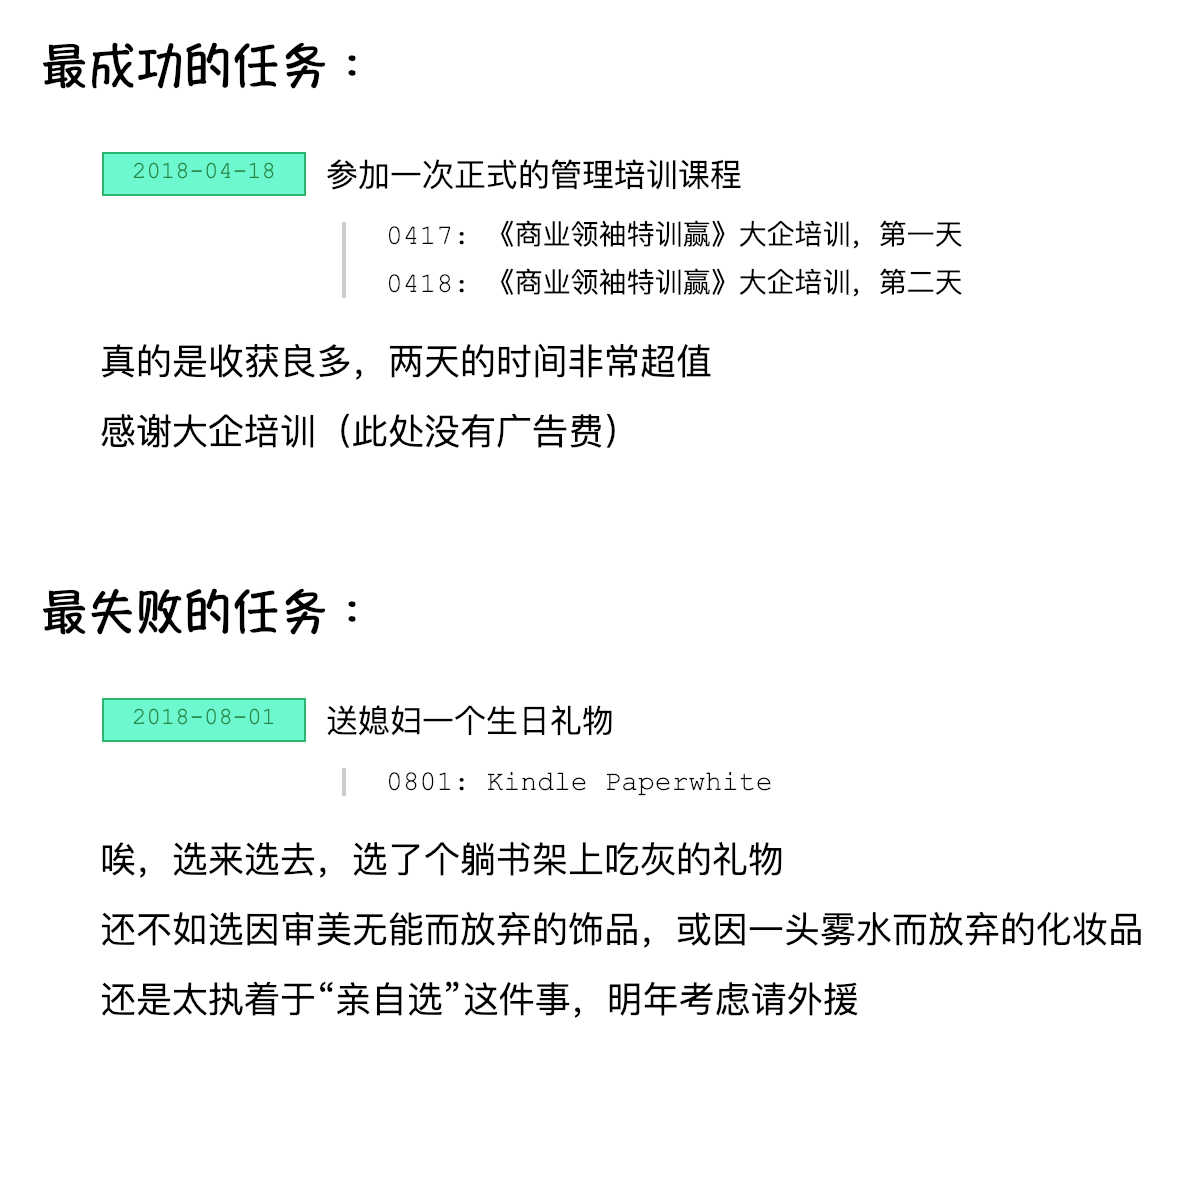 最成功的任务：
2018-04-18 参加一次正式的管理培训课程
0417: 《商业领袖特训赢》大企培训，第一天
0418: 《商业领袖特训赢》大企培训，第二天
真的是收获良多，两天的时间非常超值
感谢大企培训（此处没有广告费）
最失败的任务：
2018-08-01 送媳妇一个生日礼物
0801: Kindle Paperwhite
唉，选来选去，选了个躺书架上吃灰的礼物
还不如选因审美无能而放弃的饰品，或因一头雾水而放弃的化妆品
还是太执着于“亲自选”这件事，明年考虑请外援